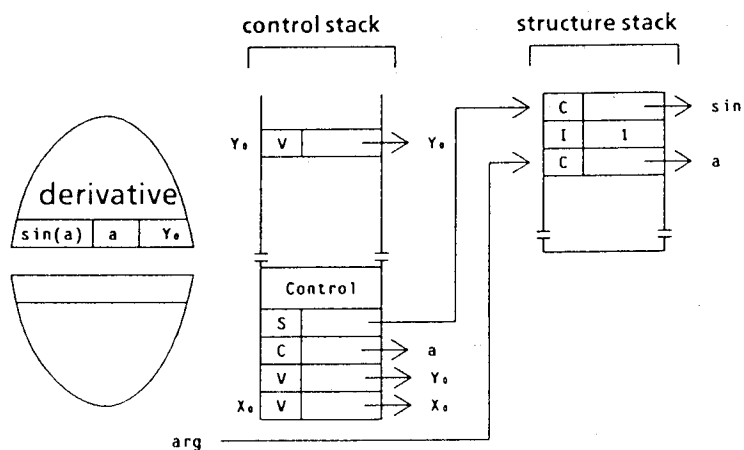 control stack
structure stack
C sin
I 1
C a
Y₀ V Y₀
derivative
sin(a) a Y₀
Control
S
C a
V Y₀
X₀ V X₀
arg